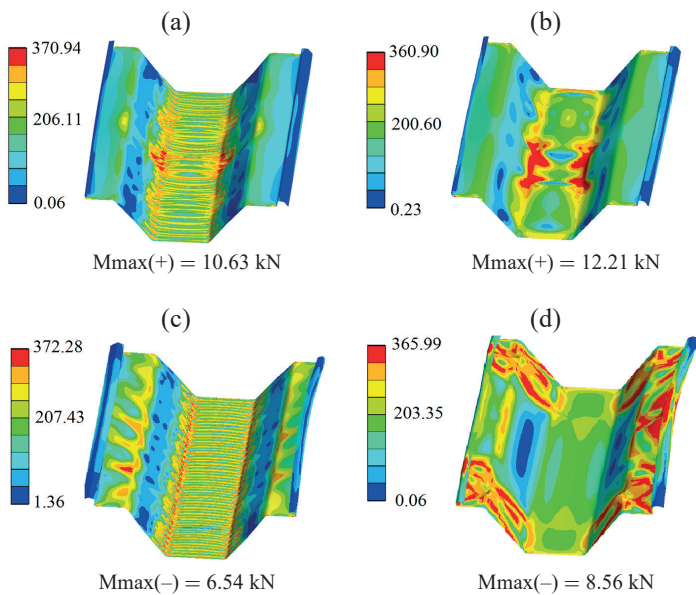 (a)
370.94
206.11
0.06
Mmax(+) = 10.63 kN
(b)
360.90
200.60
0.23
Mmax(+) = 12.21 kN
(c)
372.28
207.43
1.36
Mmax(–) = 6.54 kN
(d)
365.99
203.35
0.06
Mmax(–) = 8.56 kN